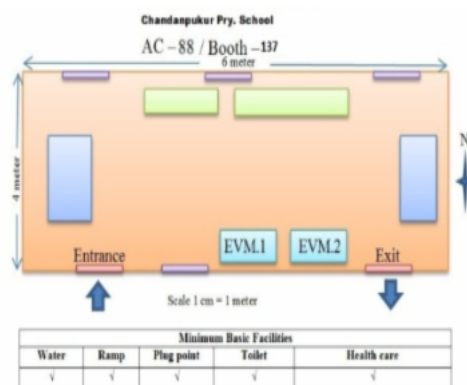 Chandanpukur Pry. School
AC – 88 / Booth –137
6 meter
4 meter
N
EVM.1 EVM.2
Entrance Exit
Scale 1 cm = 1 meter
Minimum Basic Facilities
Water Ramp Plug point Toilet Health care
√ √ √ √ √